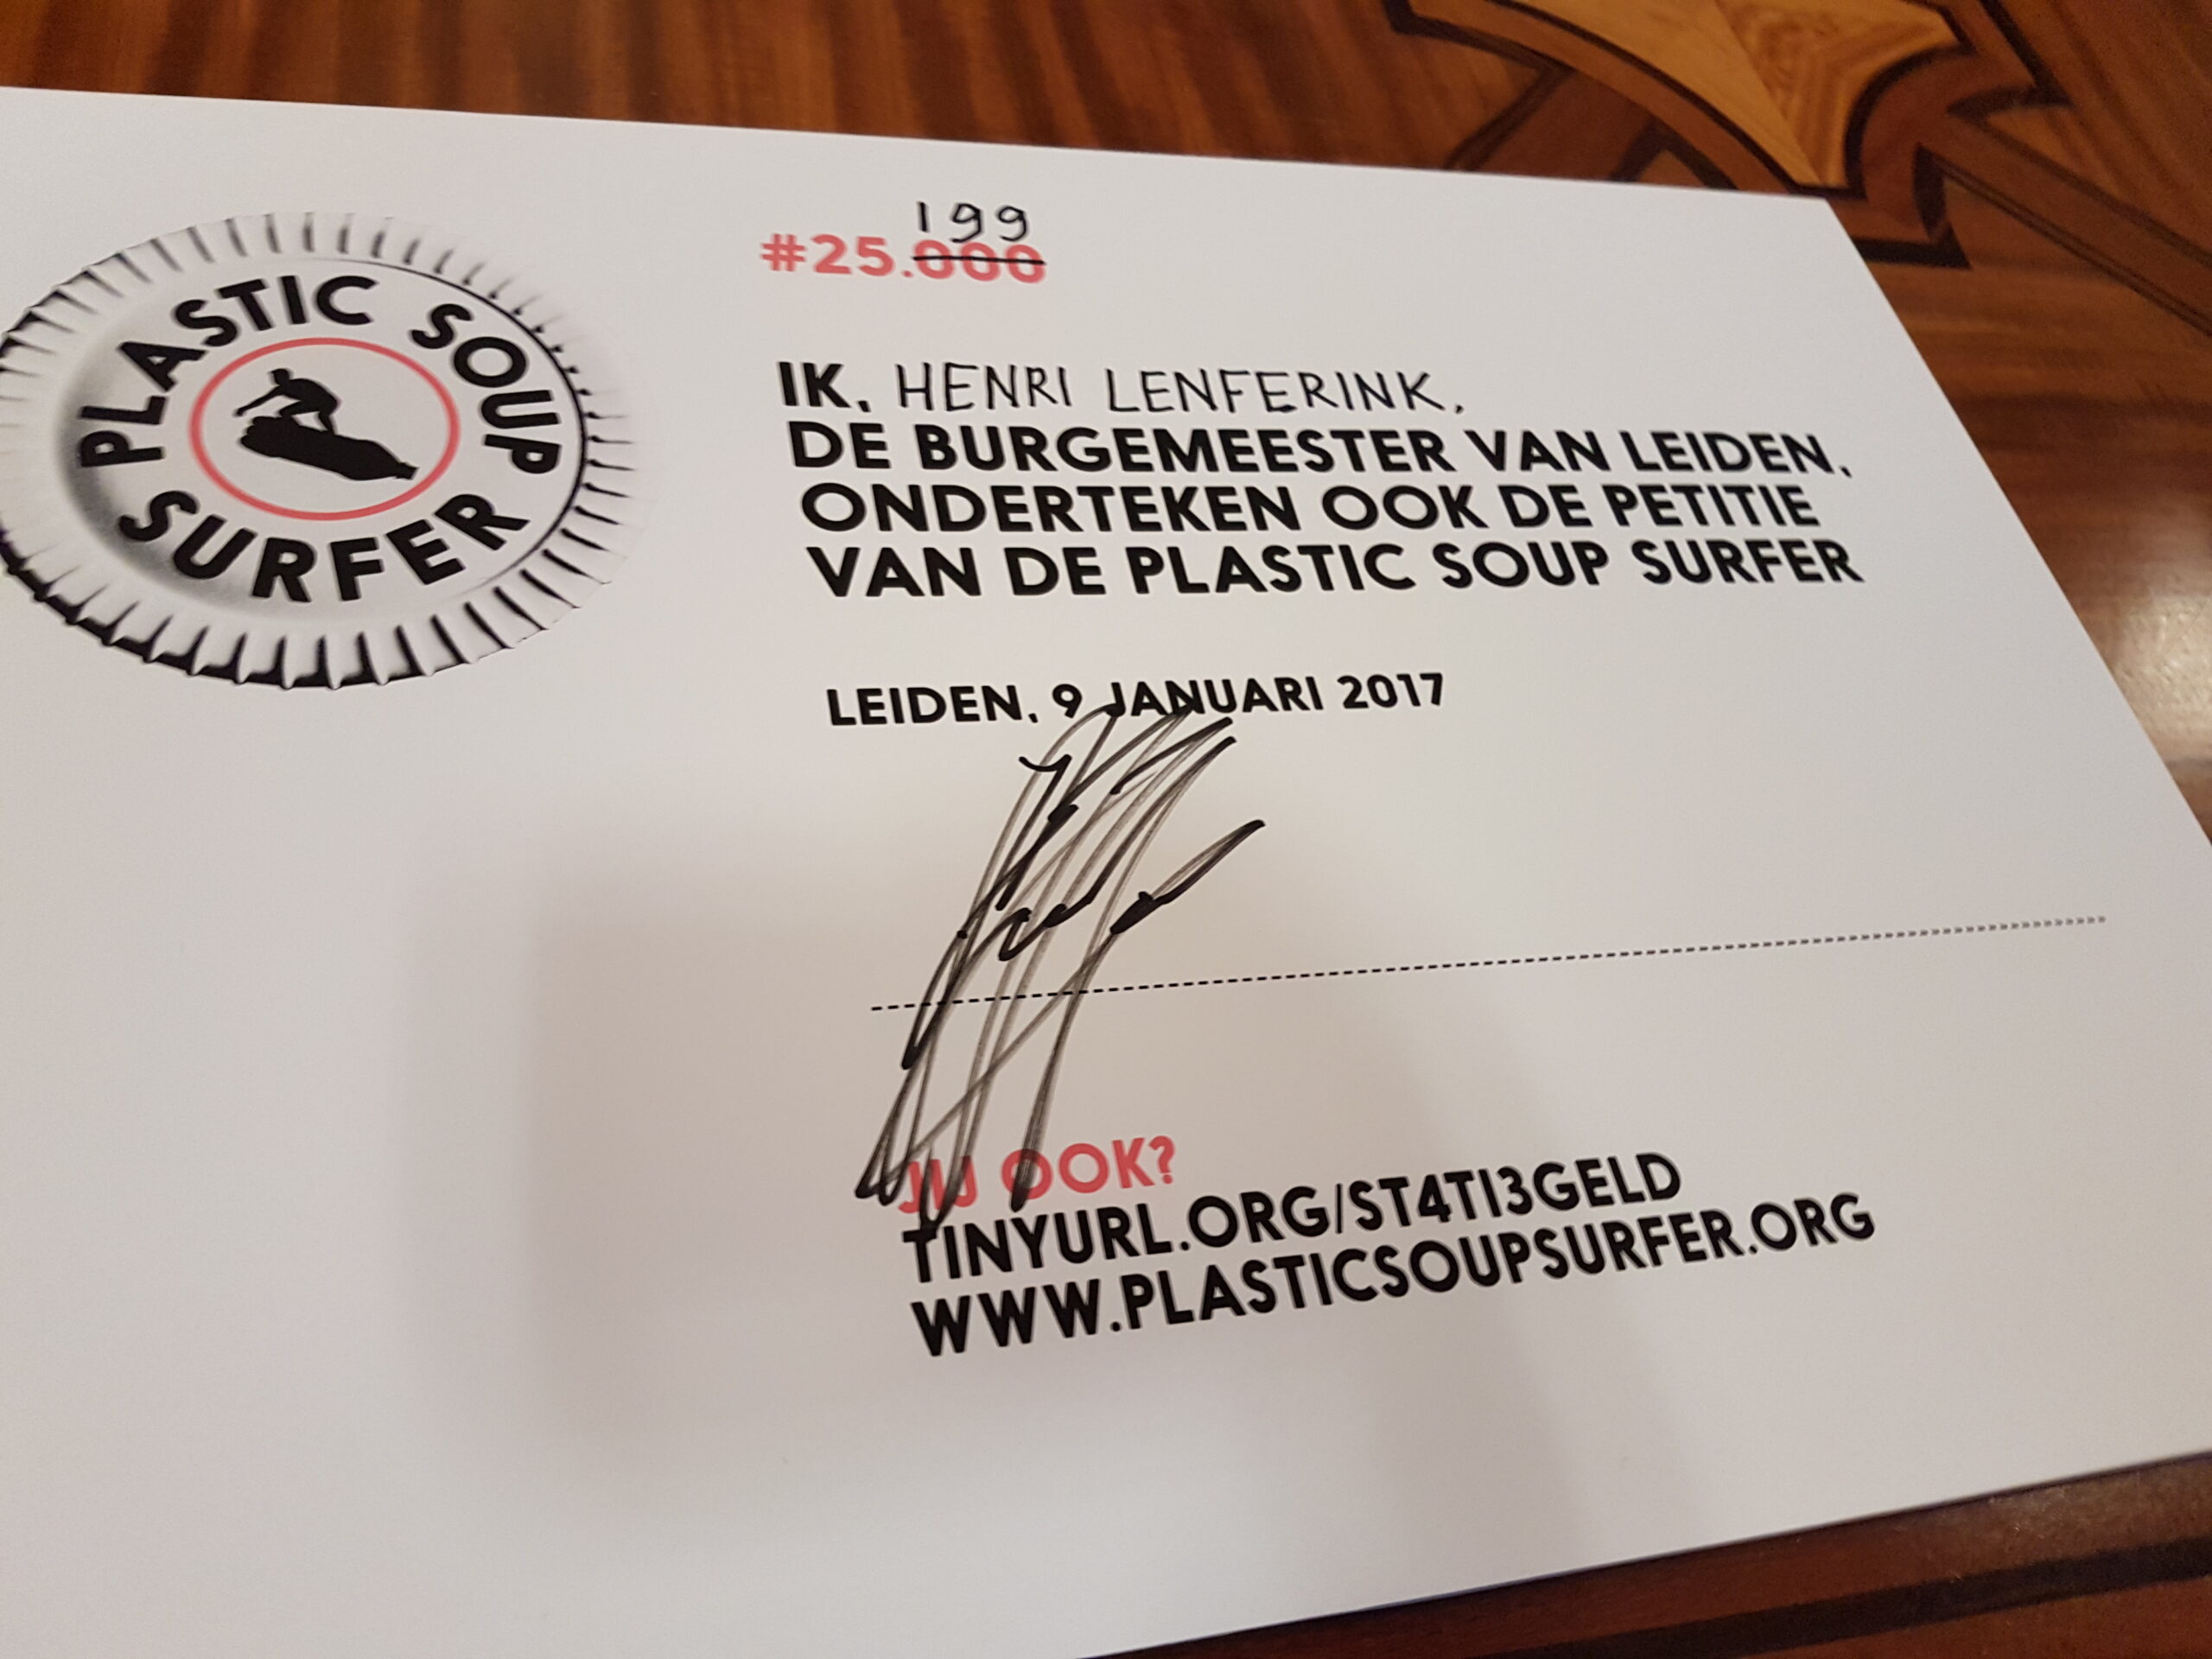 PLASTIC SOUP SURFER
199
#25.000
IK, HENRI LENFERINK,
DE BURGEMEESTER VAN LEIDEN,
ONDERTEKEN OOK DE PETITIE
VAN DE PLASTIC SOUP SURFER
LEIDEN, 9 JANUARI 2017
JIJ OOK?
TINYURL.ORG/ST4TI3GELD
WWW.PLASTICSOUPSURFER.ORG